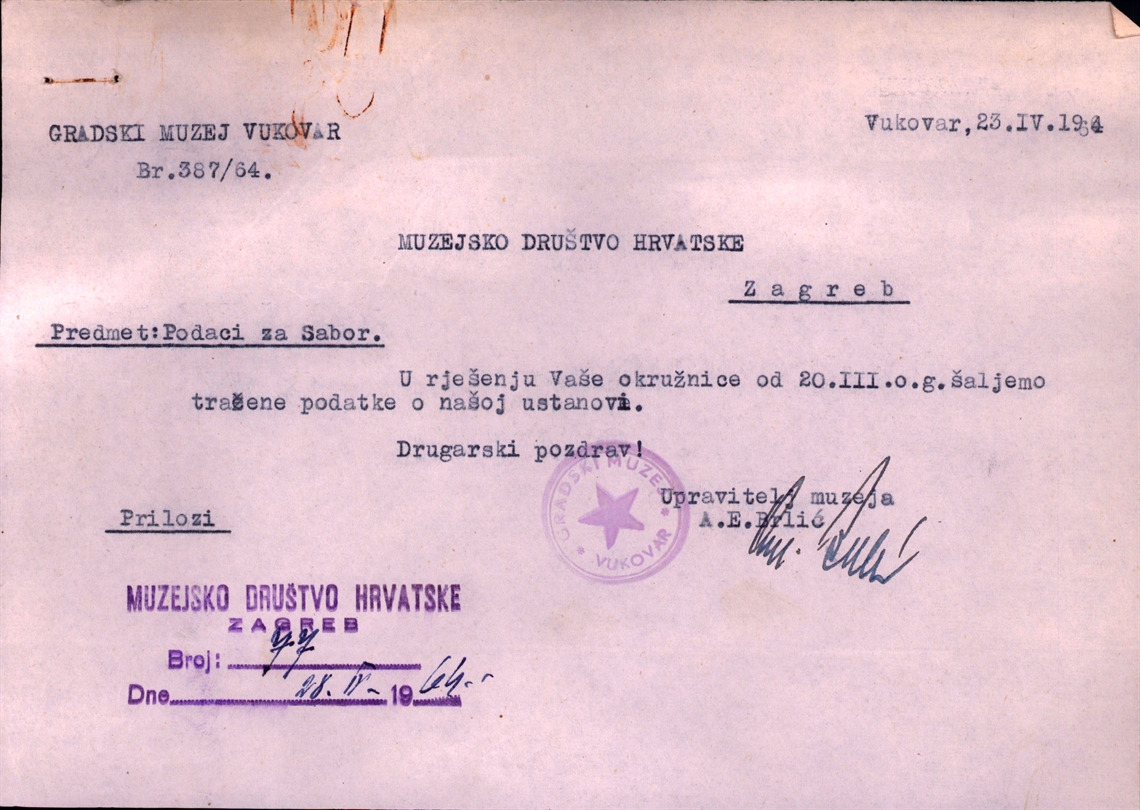 GRADSKI MUZEJ VUKOVAR
Br.387/64.
Vukovar,23.IV.1964
MUZEJSKO DRUŠTVO HRVATSKE
Zagreb
Predmet:Podaci za Sabor.
U rješenju Vaše okružnice od 20.III.o.g.šaljemo
tražene podatke o našoj ustanovi.
Drugarski pozdrav!
GRADSKI MUZEJ * VUKOVAR *
Upravitelj muzeja
A.E.Brlić
Prilozi
MUZEJSKO DRUŠTVO HRVATSKE
ZAGREB
Broj:
Dne 28. IV- 1964.